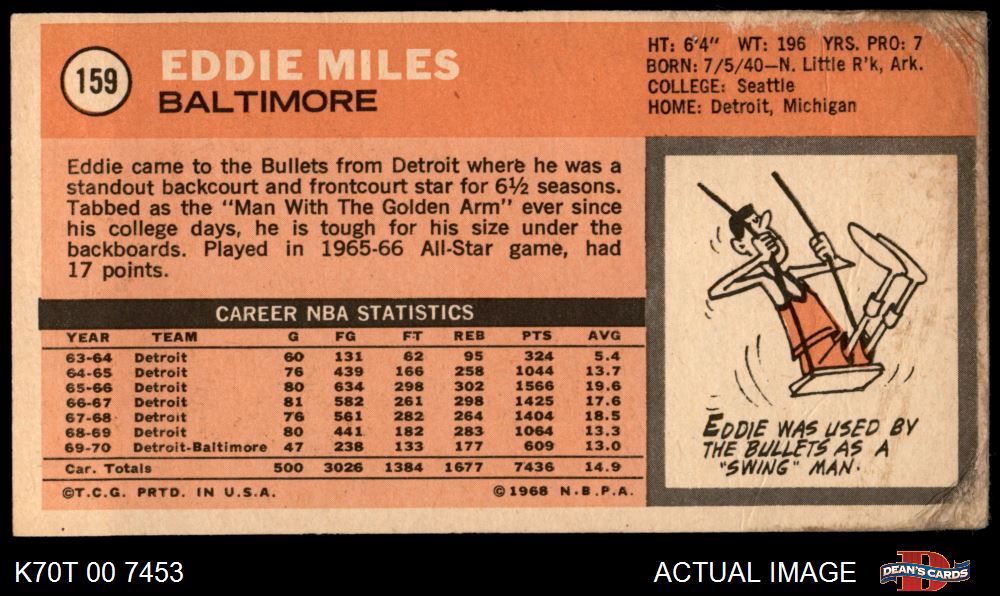 159
EDDIE MILES
BALTIMORE
HT: 6'4" WT: 196 YRS. PRO: 7
BORN: 7/5/40—N. Little R'k, Ark.
COLLEGE: Seattle
HOME: Detroit, Michigan
Eddie came to the Bullets from Detroit where he was a
standout backcourt and frontcourt star for 6½ seasons.
Tabbed as the "Man With The Golden Arm" ever since
his college days, he is tough for his size under the
backboards. Played in 1965-66 All-Star game, had
17 points.
CAREER NBA STATISTICS
YEAR TEAM G FG FT REB PTS AVG
63-64 Detroit 60 131 62 95 324 5.4
64-65 Detroit 76 439 166 258 1044 13.7
65-66 Detroit 80 634 298 302 1566 19.6
66-67 Detroit 81 582 261 298 1425 17.6
67-68 Detroit 76 561 282 264 1404 18.5
68-69 Detroit 80 441 182 283 1064 13.3
69-70 Detroit-Baltimore 47 238 133 177 609 13.0
Car. Totals 500 3026 1384 1677 7436 14.9
©T.C.G. PRTD. IN U.S.A. ©1968 N.B.P.A.
EDDIE WAS USED BY
THE BULLETS AS A
"SWING" MAN.
K70T 00 7453
ACTUAL IMAGE
D
DEAN'S CARDS